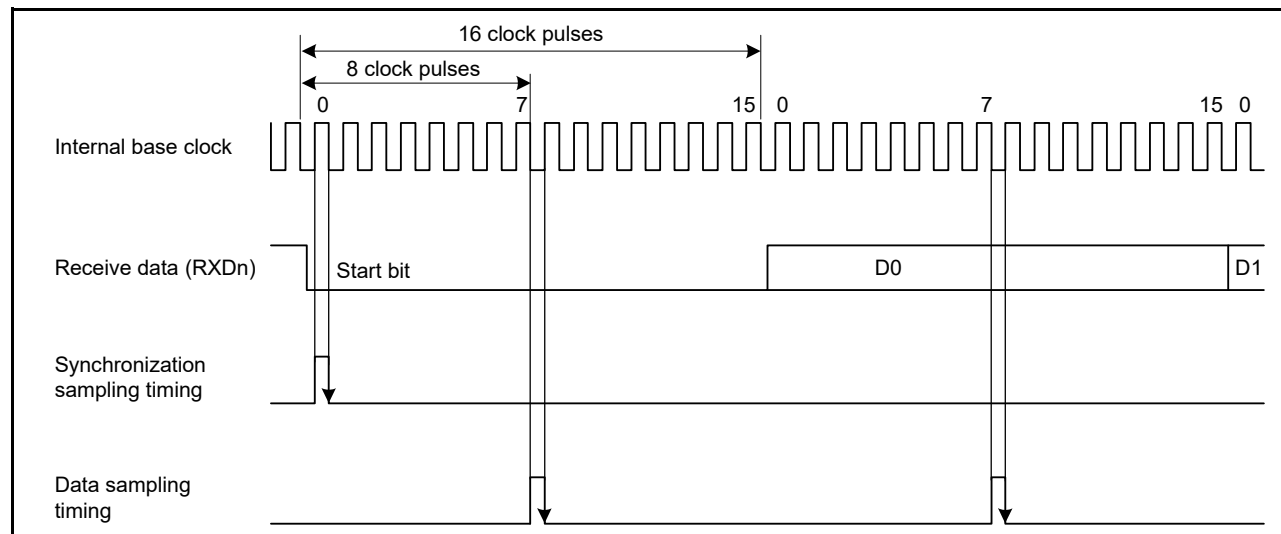 16 clock pulses
8 clock pulses
0 7 15 0 7 15 0
Internal base clock
Receive data (RXDn)
Start bit
D0
D1
Synchronization
sampling timing
Data sampling
timing